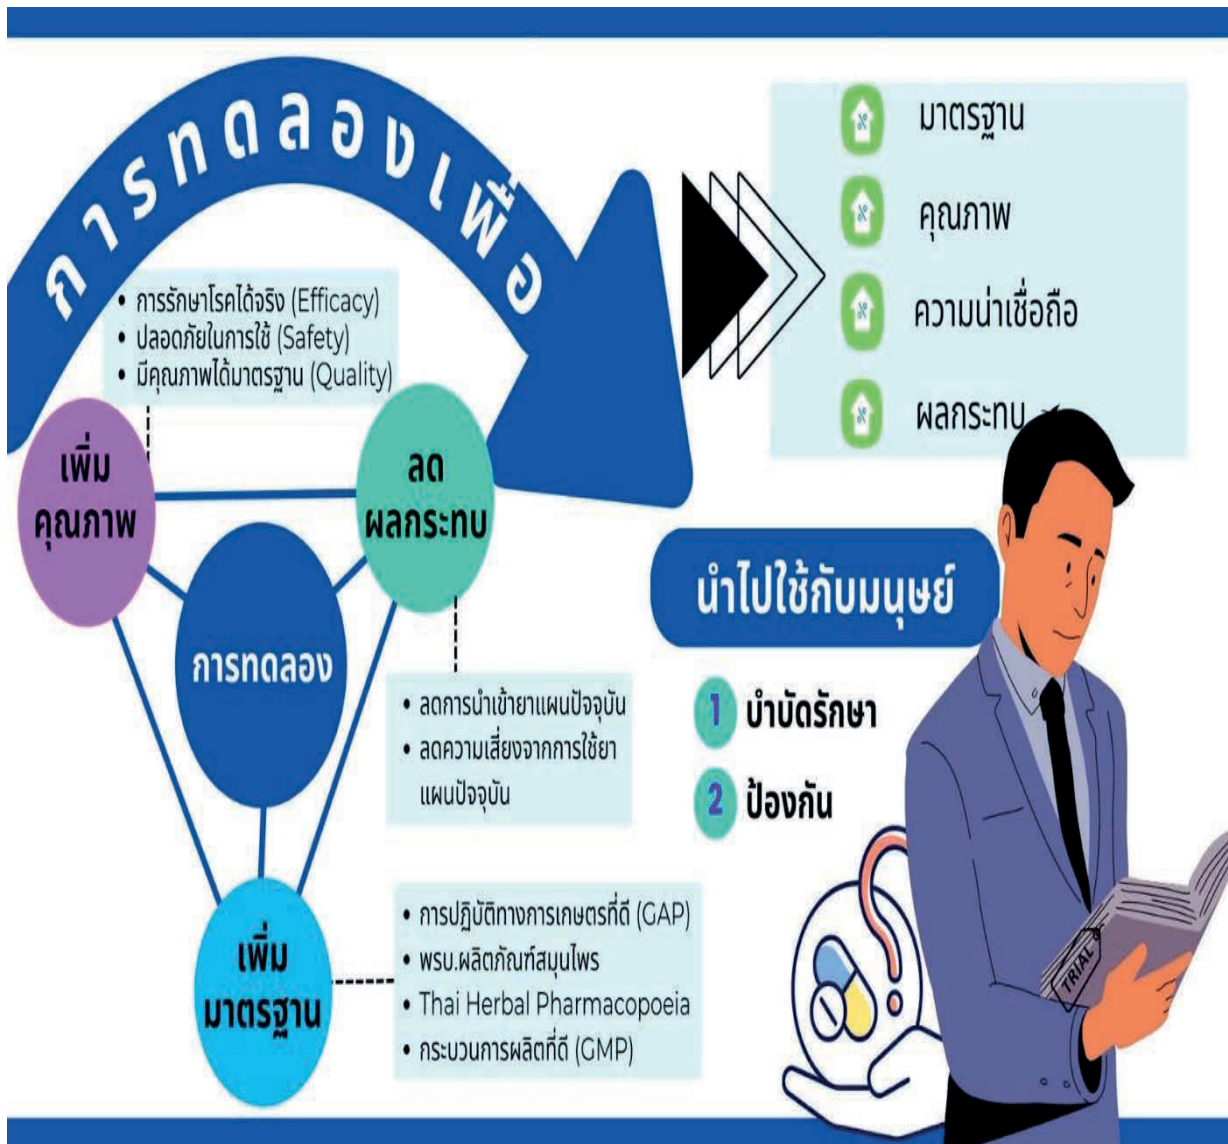 การทดลองเพื่อ
• การรักษาโรคได้จริง (Efficacy)
• ปลอดภัยในการใช้ (Safety)
• มีคุณภาพได้มาตรฐาน (Quality)
เพิ่ม
คุณภาพ
ลด
ผลกระทบ
การทดลอง
• ลดการนำเข้ายาแผนปัจจุบัน
• ลดความเสี่ยงจากการใช้ยา
แผนปัจจุบัน
เพิ่ม
มาตรฐาน
• การปฏิบัติทางการเกษตรที่ดี (GAP)
• พรบ.ผลิตภัณฑ์สมุนไพร
• Thai Herbal Pharmacopoeia
• กระบวนการผลิตที่ดี (GMP)
มาตรฐาน
คุณภาพ
ความน่าเชื่อถือ
ผลกระทบ
นำไปใช้กับมนุษย์
1 บำบัดรักษา
2 ป้องกัน
TRIAL